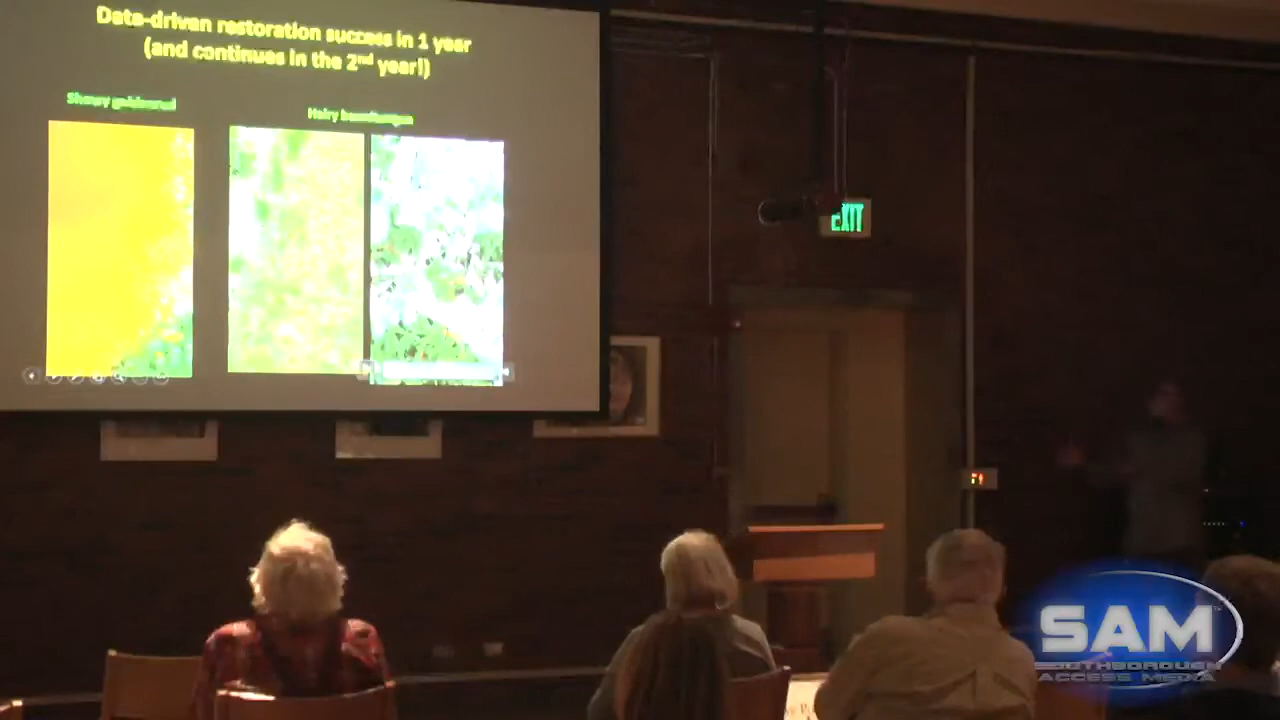 Data-driven restoration success in 1 year
(and continues in the 2nd year!)
Showy goldenrod
Hairy beardtongue
EXIT
SAM
SOUTHBOROUGH
ACCESS MEDIA